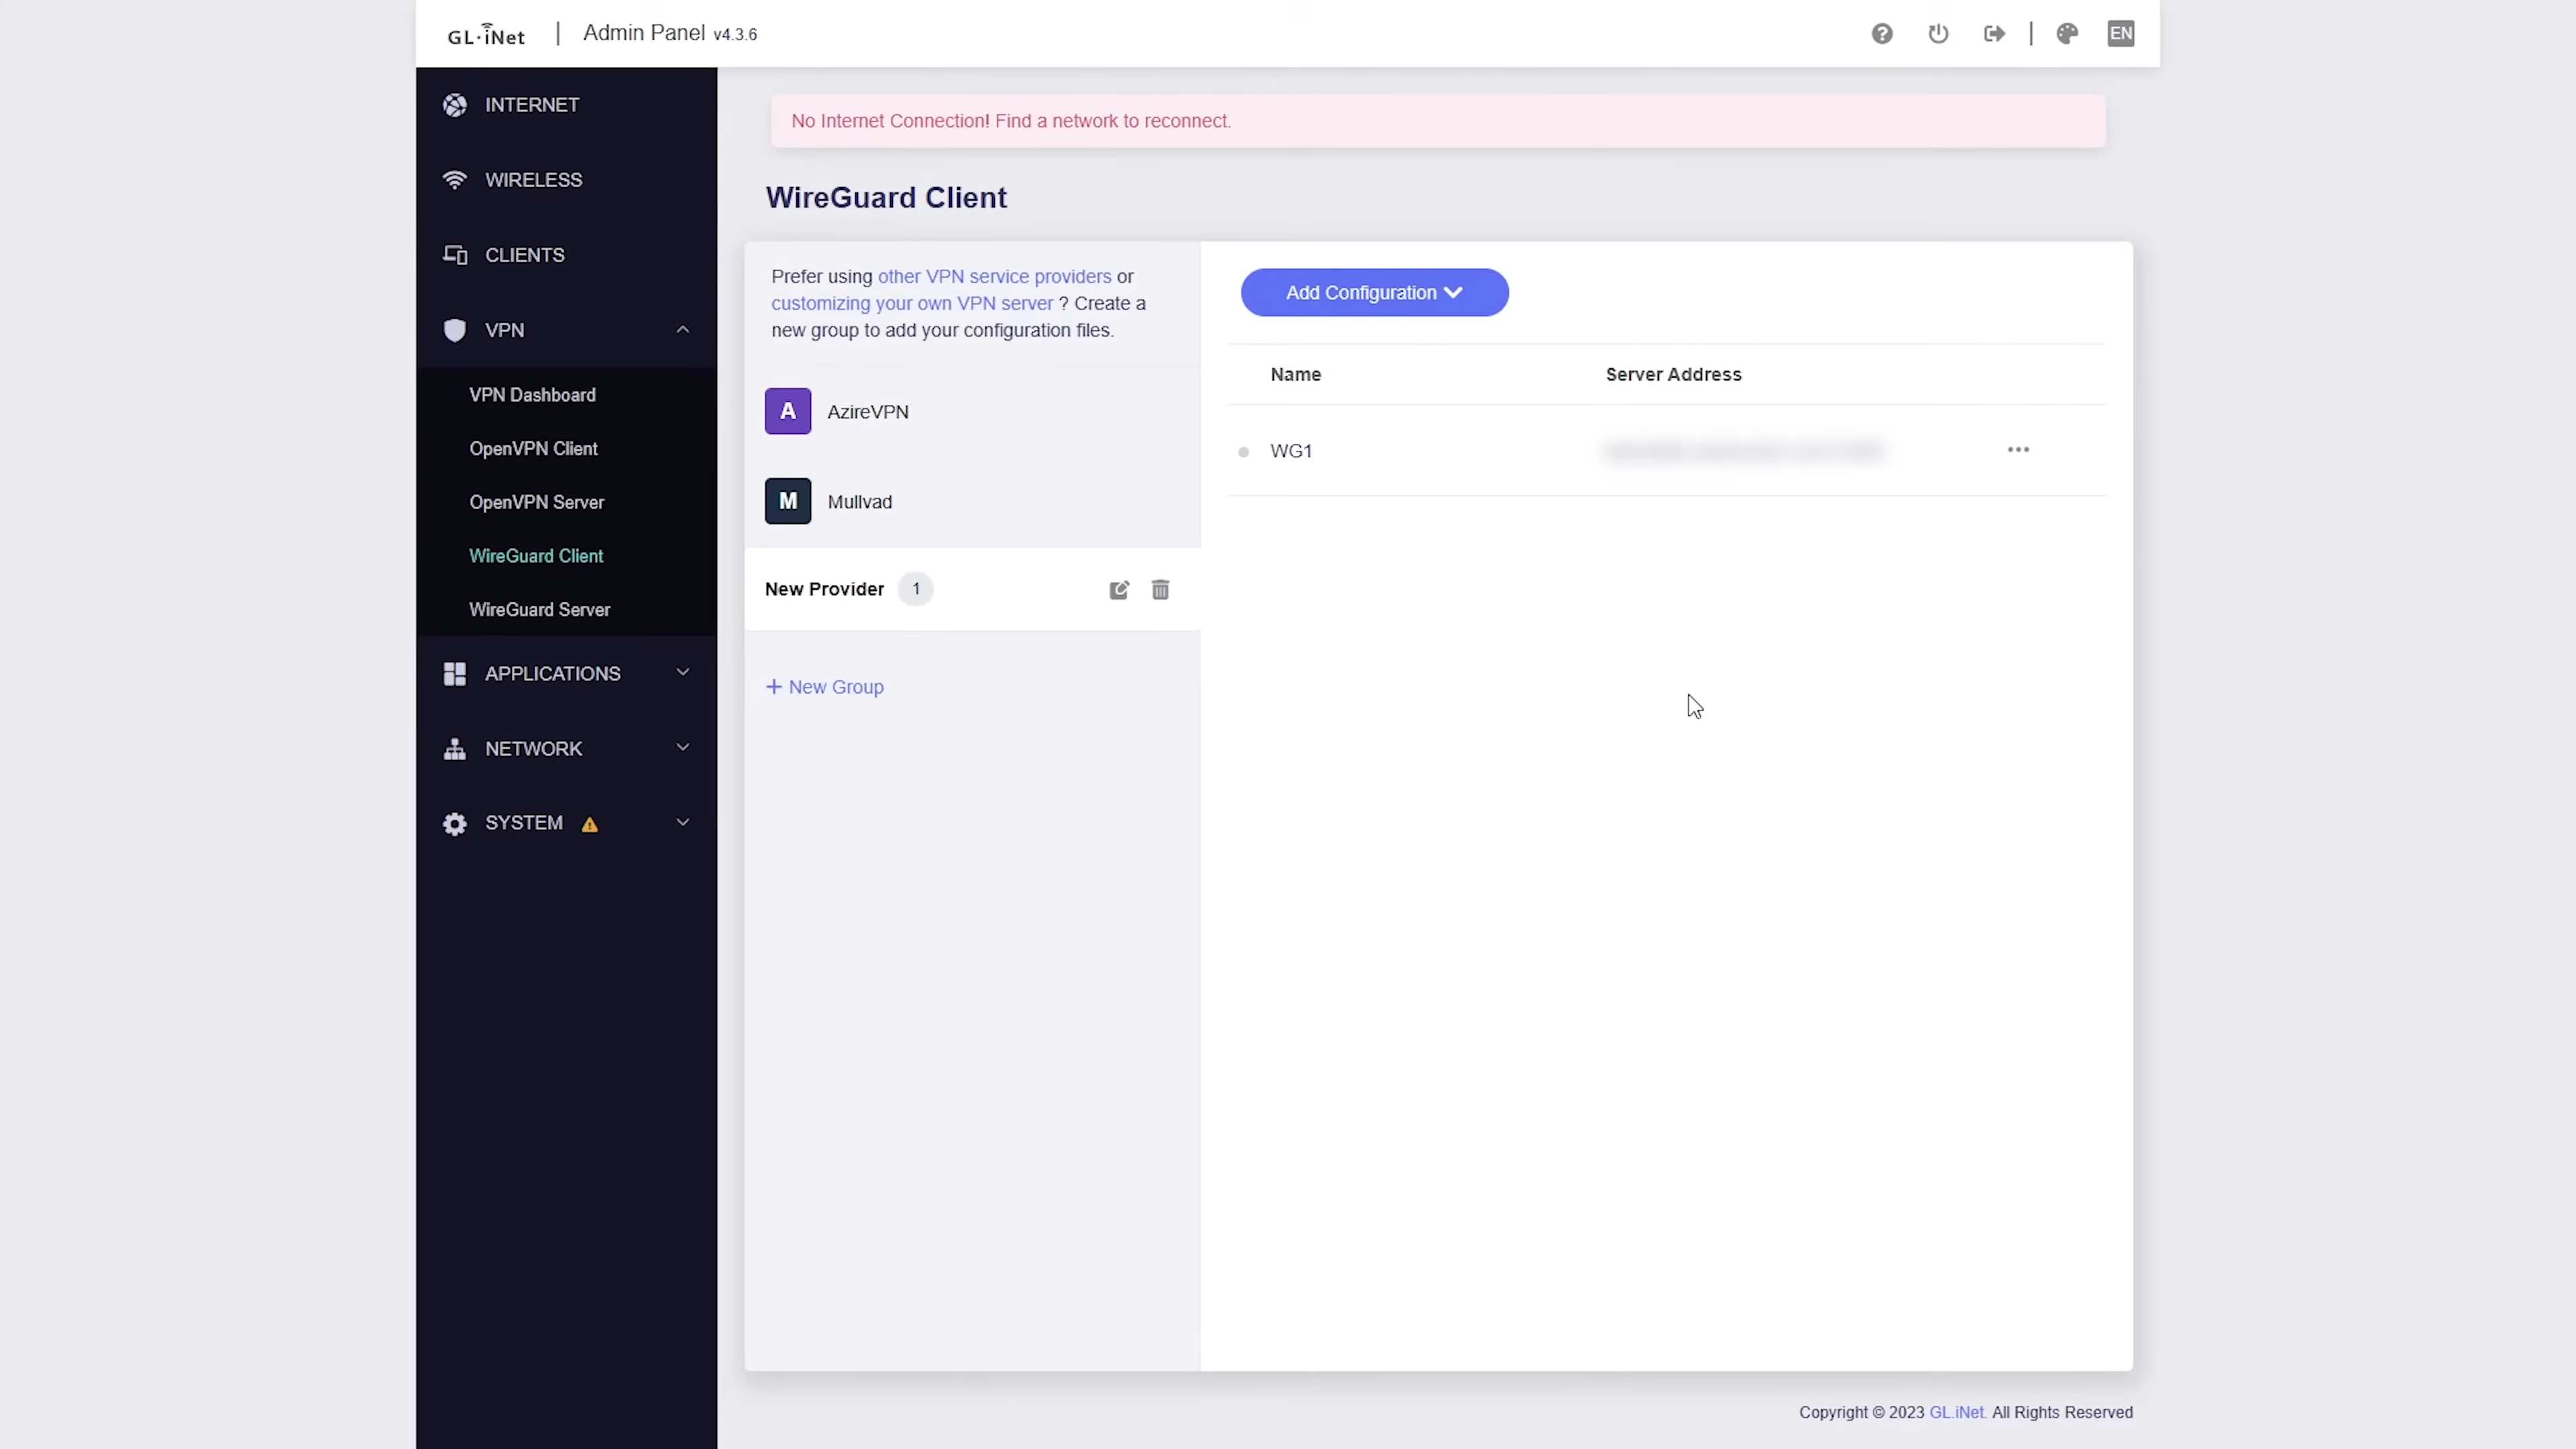 GL·iNet | Admin Panel v4.3.6
EN
INTERNET
WIRELESS
CLIENTS
VPN
VPN Dashboard
OpenVPN Client
OpenVPN Server
WireGuard Client
WireGuard Server
APPLICATIONS
NETWORK
SYSTEM
No Internet Connection! Find a network to reconnect.
WireGuard Client
Prefer using other VPN service providers or
customizing your own VPN server ? Create a
new group to add your configuration files.
A AzireVPN
M Mullvad
New Provider 1
+ New Group
Add Configuration
Name Server Address
WG1
Copyright © 2023 GL.iNet. All Rights Reserved